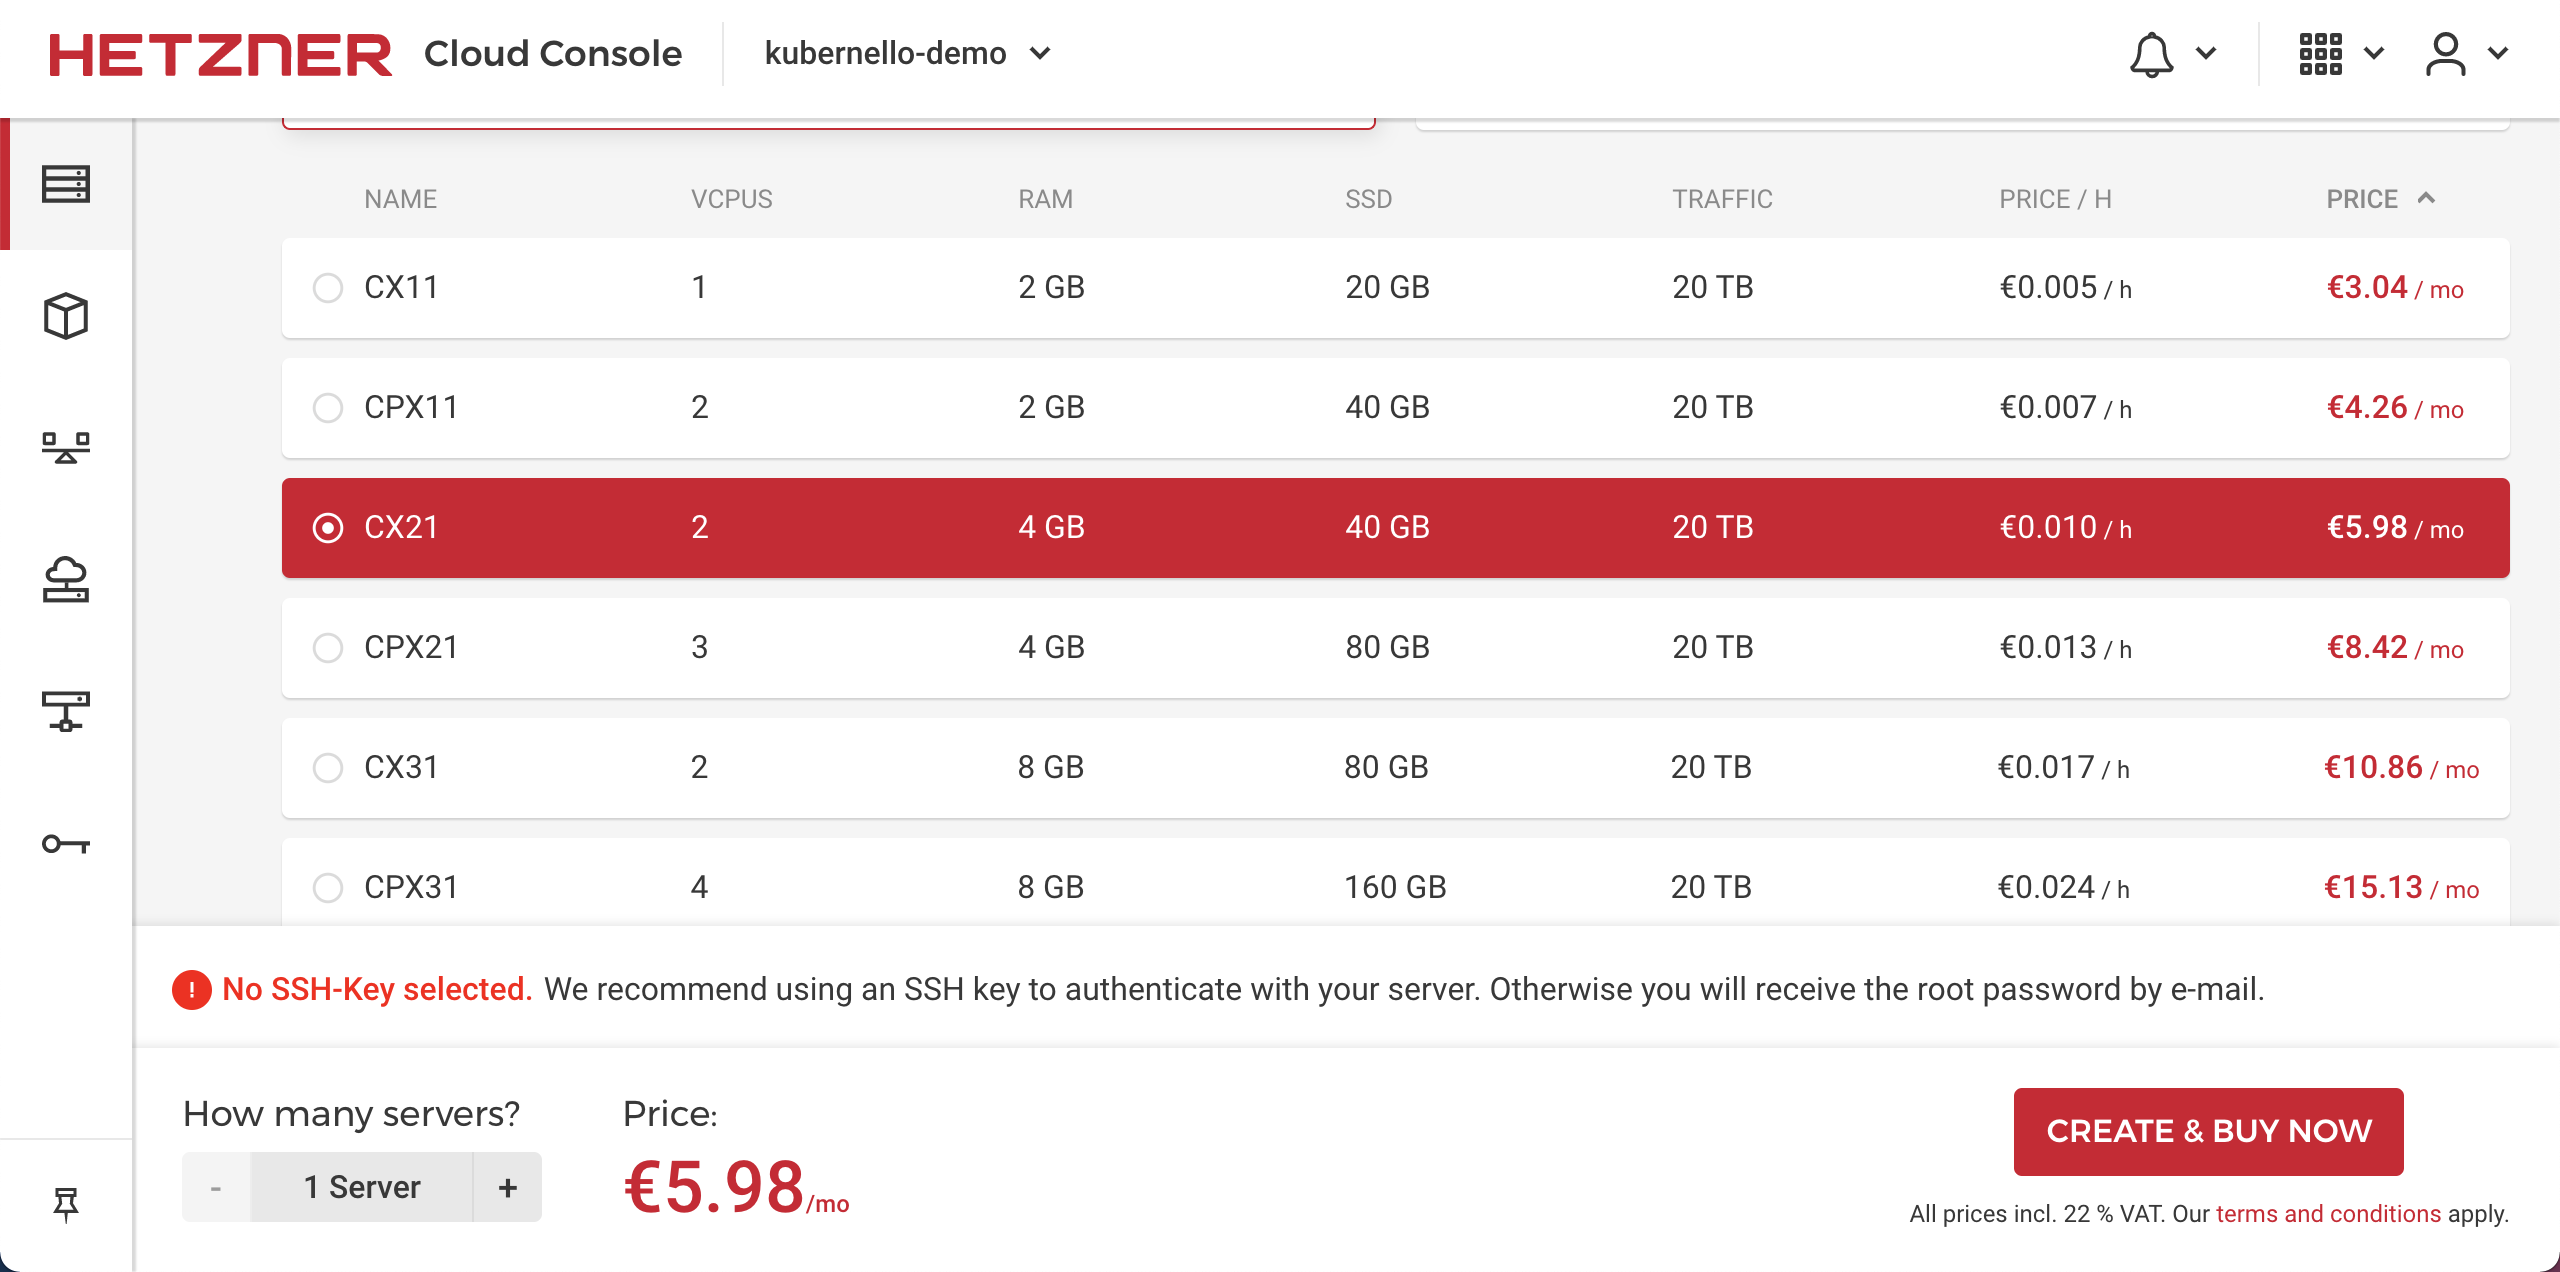 HETZNER Cloud Console kubernello-demo
NAME VCPUS RAM SSD TRAFFIC PRICE / H PRICE
CX11 1 2 GB 20 GB 20 TB €0.005 / h €3.04 / mo
CPX11 2 2 GB 40 GB 20 TB €0.007 / h €4.26 / mo
CX21 2 4 GB 40 GB 20 TB €0.010 / h €5.98 / mo
CPX21 3 4 GB 80 GB 20 TB €0.013 / h €8.42 / mo
CX31 2 8 GB 80 GB 20 TB €0.017 / h €10.86 / mo
CPX31 4 8 GB 160 GB 20 TB €0.024 / h €15.13 / mo
No SSH-Key selected. We recommend using an SSH key to authenticate with your server. Otherwise you will receive the root password by e-mail.
How many servers? Price:
- 1 Server + €5.98/mo
CREATE & BUY NOW
All prices incl. 22 % VAT. Our terms and conditions apply.